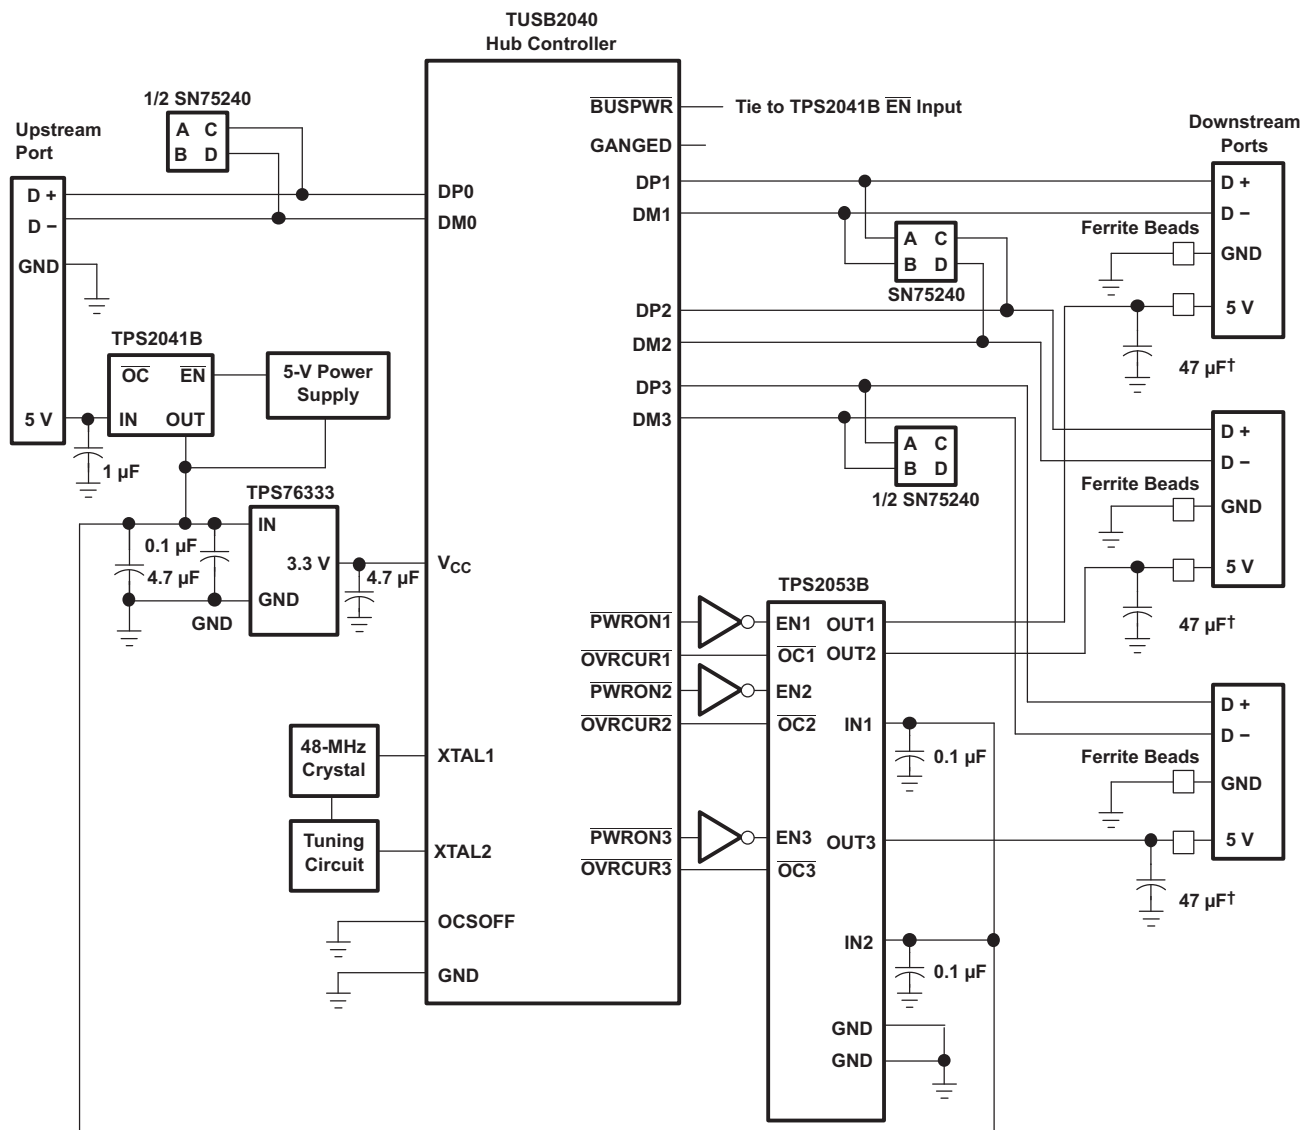 TUSB2040
Hub Controller
1/2 SN75240
A C
B D
Upstream
Port
D +
D −
GND
5 V
TPS2041B
OC EN
IN OUT
5-V Power
Supply
1 µF
TPS76333
IN
3.3 V
GND
0.1 µF
4.7 µF
GND
4.7 µF
48-MHz
Crystal
Tuning
Circuit
DP0
DM0
VCC
XTAL1
XTAL2
OCSOFF
GND
BUSPWR
Tie to TPS2041B EN Input
GANGED
DP1
DM1
DP2
DM2
DP3
DM3
PWRON1
OVRCUR1
PWRON2
OVRCUR2
PWRON3
OVRCUR3
A C
B D
SN75240
A C
B D
1/2 SN75240
TPS2053B
EN1 OUT1
OC1 OUT2
EN2
OC2 IN1
EN3 OUT3
OC3
IN2
GND
GND
0.1 µF
0.1 µF
Downstream
Ports
D +
D −
Ferrite Beads
GND
5 V
47 µF†
D +
D −
Ferrite Beads
GND
5 V
47 µF†
D +
D −
Ferrite Beads
GND
5 V
47 µF†